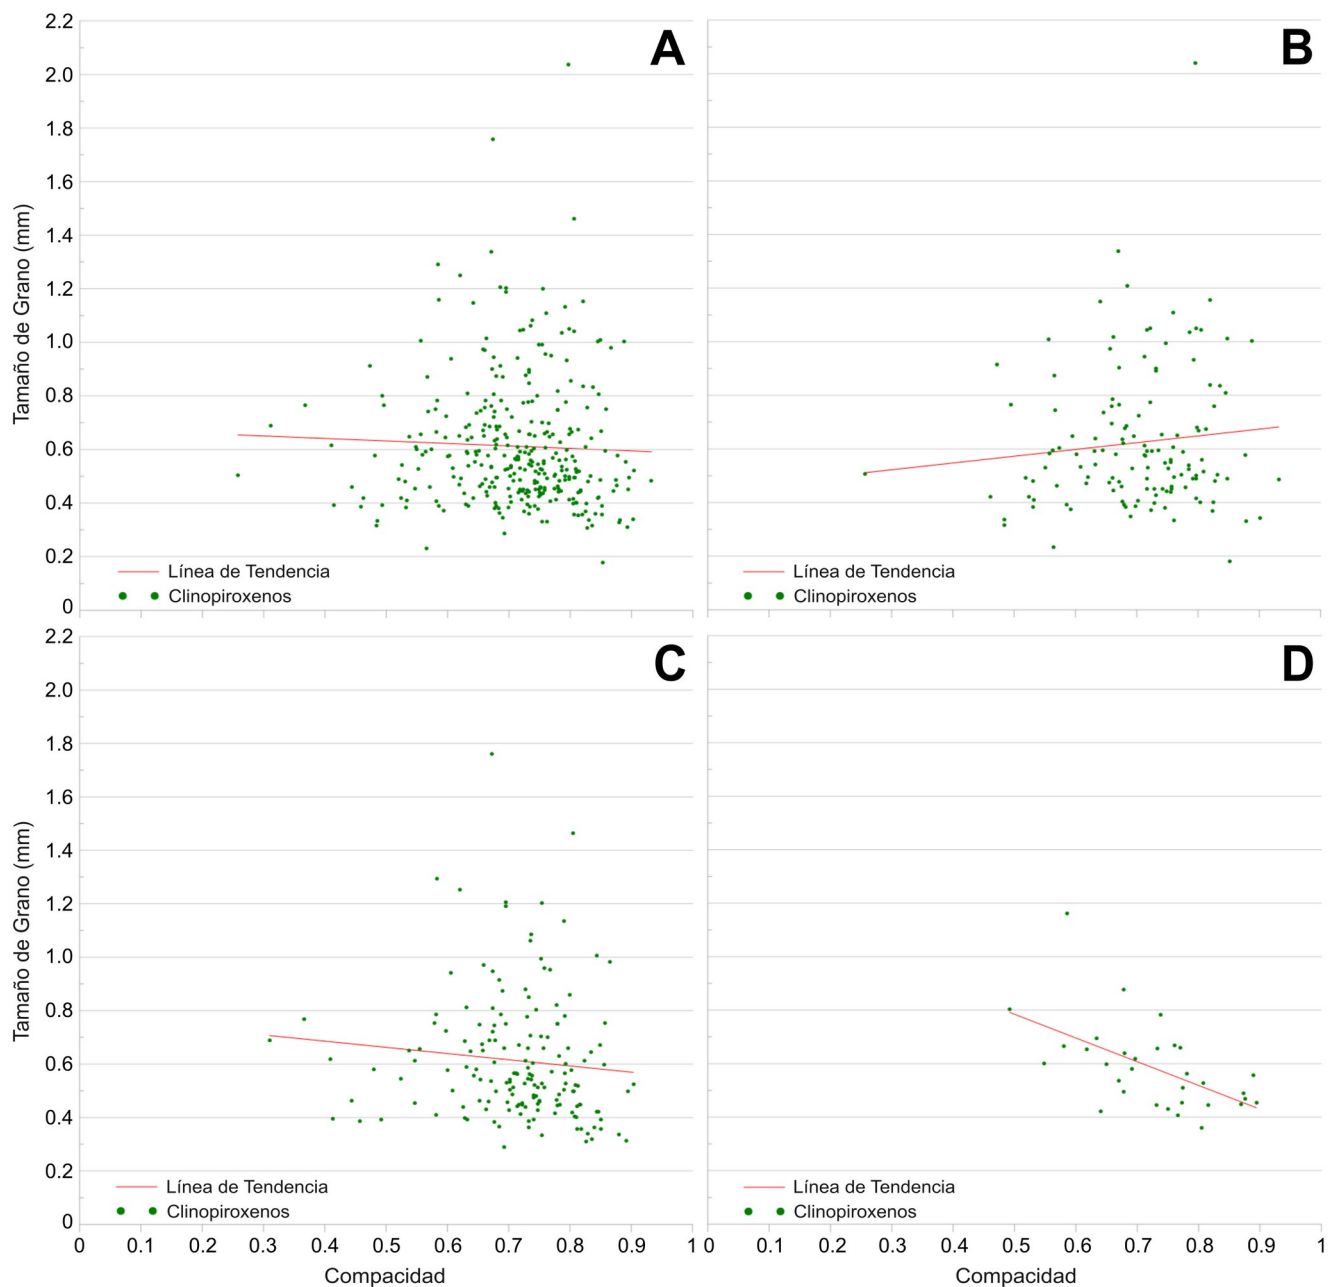 A
B
2.2
2.0
1.8
1.6
1.4
1.2
1.0
0.8
0.6
0.4
0.2
0
Tamaño de Grano (mm)
Línea de Tendencia
Clinopiroxenos
Línea de Tendencia
Clinopiroxenos
C
D
2.2
2.0
1.8
1.6
1.4
1.2
1.0
0.8
0.6
0.4
0.2
0
Tamaño de Grano (mm)
Línea de Tendencia
Clinopiroxenos
Línea de Tendencia
Clinopiroxenos
0 0.1 0.2 0.3 0.4 0.5 0.6 0.7 0.8 0.9 1
0 0.1 0.2 0.3 0.4 0.5 0.6 0.7 0.8 0.9 1
Compacidad
Compacidad